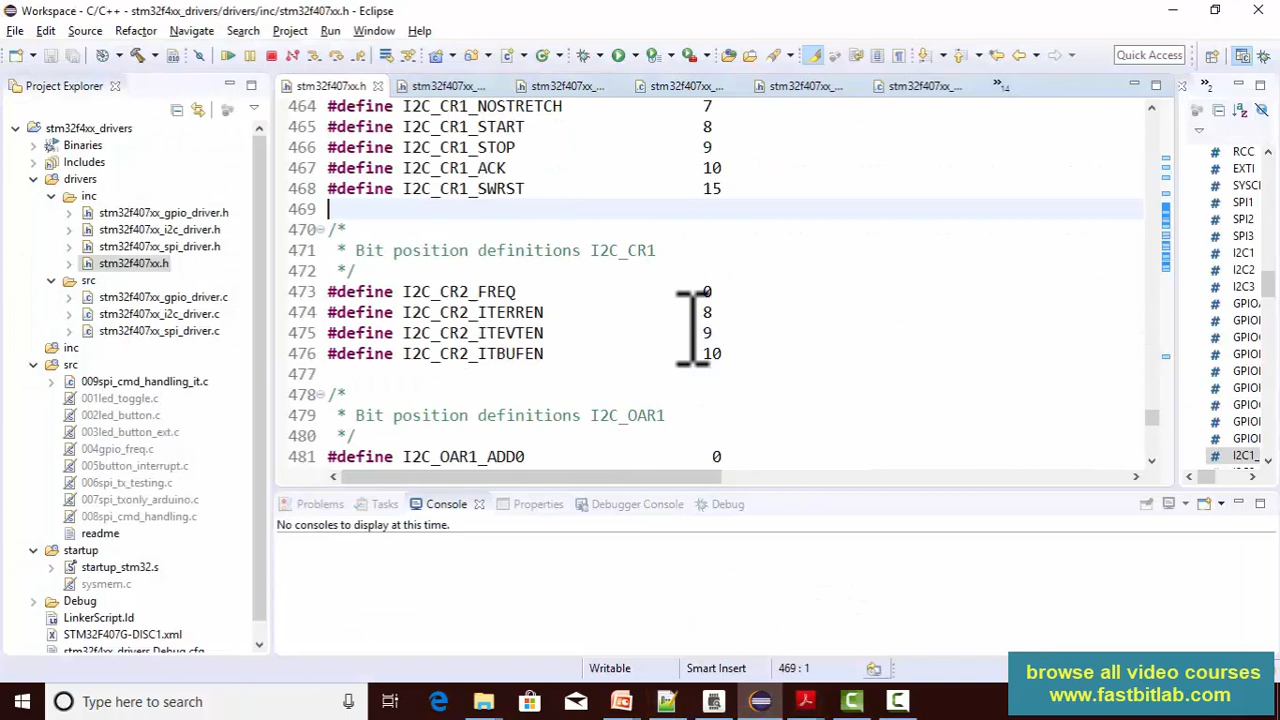 Workspace - C/C++ - stm32f4xx_drivers/drivers/inc/stm32f407xx.h - Eclipse
File Edit Source Refactor Navigate Search Project Run Window Help
Quick Access
Project Explorer
stm32f4xx_drivers
Binaries
Includes
drivers
inc
stm32f407xx_gpio_driver.h
stm32f407xx_i2c_driver.h
stm32f407xx_spi_driver.h
stm32f407xx.h
src
stm32f407xx_gpio_driver.c
stm32f407xx_i2c_driver.c
stm32f407xx_spi_driver.c
inc
src
009spi_cmd_handling_it.c
001led_toggle.c
002led_button.c
003led_button_ext.c
004gpio_freq.c
005button_interrupt.c
006spi_tx_testing.c
007spi_txonly_arduino.c
008spi_cmd_handling.c
readme
startup
startup_stm32.s
sysmem.c
Debug
LinkerScript.ld
STM32F407G-DISC1.xml
stm32f4xx_drivers Debug.cfg
stm32f407xx.h stm32f407xx_... stm32f407xx_... stm32f407xx_... stm32f407xx_... stm32f407xx_... »14
464 #define I2C_CR1_NOSTRETCH 7
465 #define I2C_CR1_START 8
466 #define I2C_CR1_STOP 9
467 #define I2C_CR1_ACK 10
468 #define I2C_CR1_SWRST 15
469
470 /*
471 * Bit position definitions I2C_CR1
472 */
473 #define I2C_CR2_FREQ 0
474 #define I2C_CR2_ITERREN 8
475 #define I2C_CR2_ITEVTEN 9
476 #define I2C_CR2_ITBUFEN 10
477
478 /*
479 * Bit position definitions I2C_OAR1
480 */
481 #define I2C_OAR1_ADD0 0
»2
# RCC
# EXTI
# SYSC
# SPI1
# SPI2
# SPI3
# I2C1
# I2C2
# I2C3
# GPIO
# GPIO
# GPIO
# GPIO
# GPIO
# GPIO
# GPIO
# GPIO
# GPIO
# I2C1_
Problems Tasks Console Properties Debugger Console Debug
No consoles to display at this time.
Writable Smart Insert 469 : 1
browse all video courses
www.fastbitlab.com
Type here to search